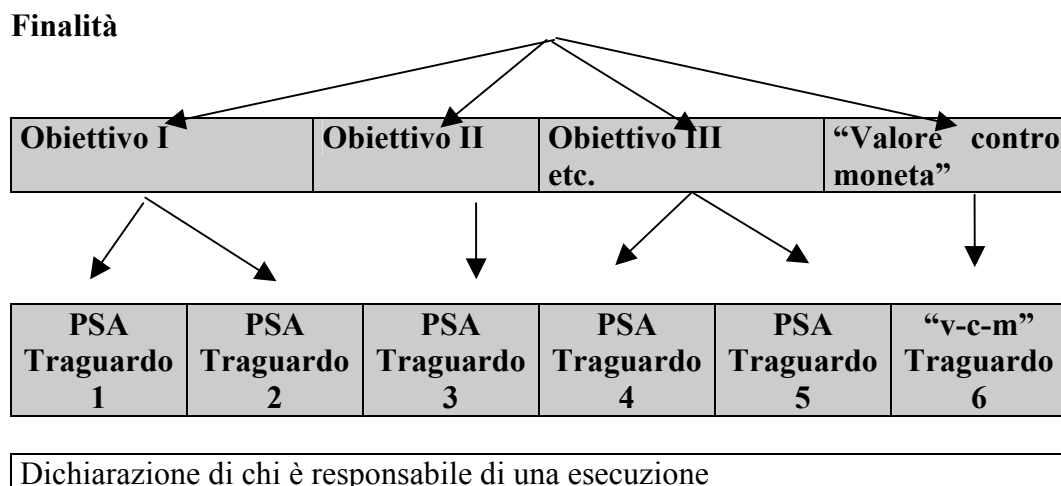 Finalità
Obiettivo I
Obiettivo II
Obiettivo III
etc.
“Valore contro
moneta”
PSA
Traguardo
1
PSA
Traguardo
2
PSA
Traguardo
3
PSA
Traguardo
4
PSA
Traguardo
5
“v-c-m”
Traguardo
6
Dichiarazione di chi è responsabile di una esecuzione